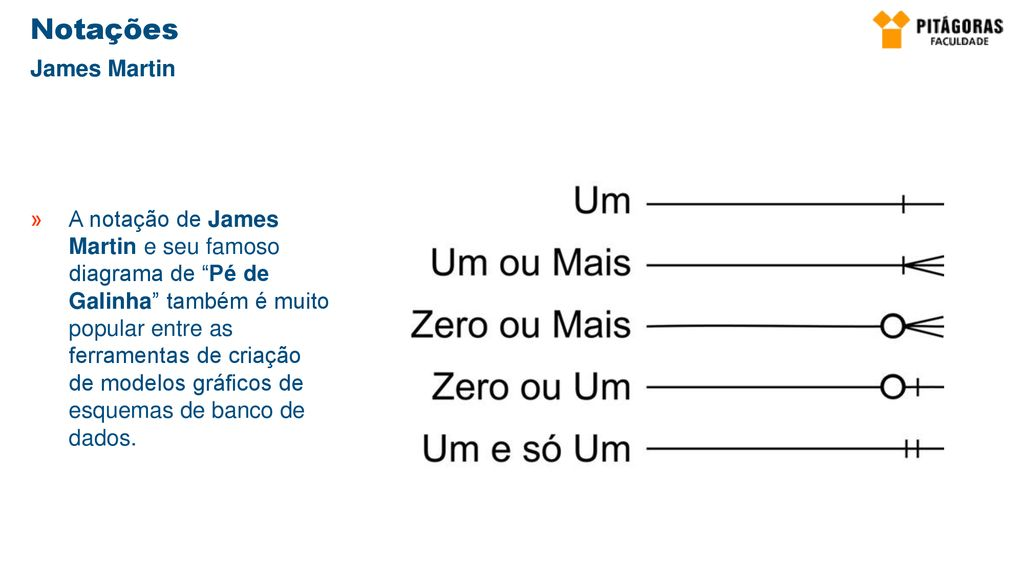 Notações
James Martin
PITÁGORAS
FACULDADE
» A notação de James
Martin e seu famoso
diagrama de “Pé de
Galinha” também é muito
popular entre as
ferramentas de criação
de modelos gráficos de
esquemas de banco de
dados.
Um
Um ou Mais
Zero ou Mais
Zero ou Um
Um e só Um